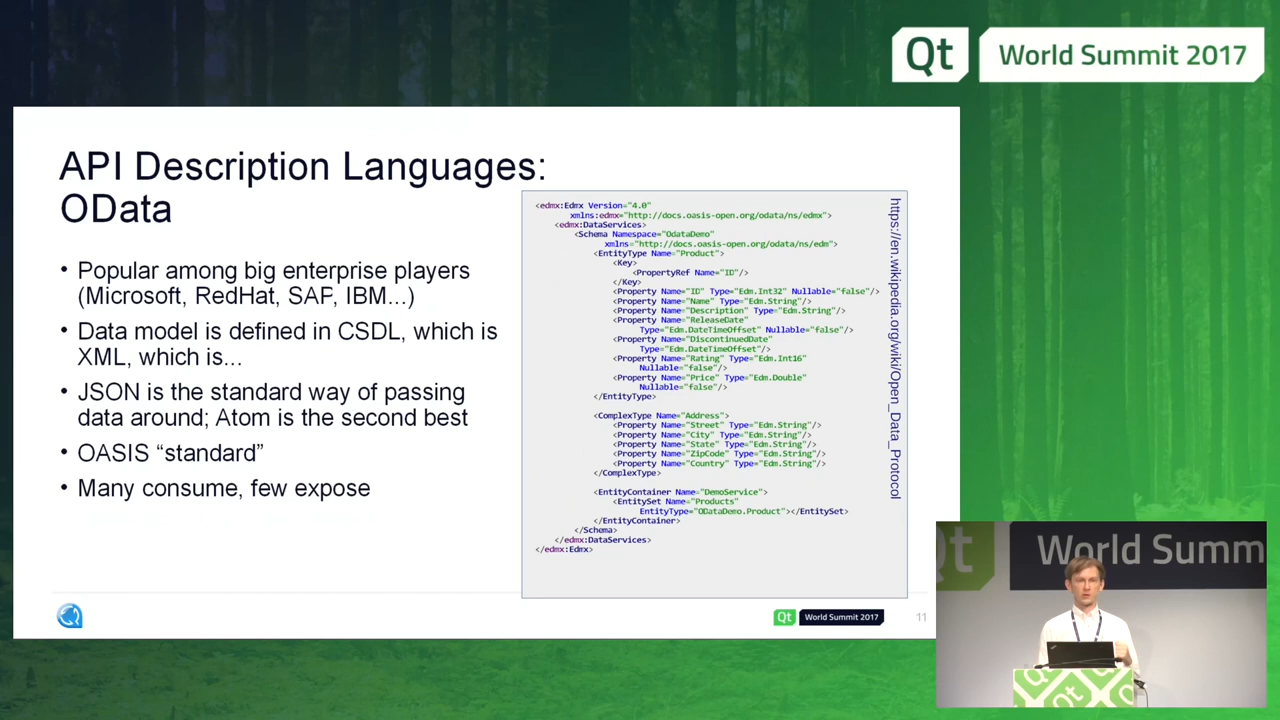 Qt World Summit 2017
API Description Languages:
OData
• Popular among big enterprise players
(Microsoft, RedHat, SAP, IBM...)
• Data model is defined in CSDL, which is
XML, which is...
• JSON is the standard way of passing
data around; Atom is the second best
• OASIS “standard”
• Many consume, few expose
<edmx:Edmx Version="4.0"
xmlns:edmx="http://docs.oasis-open.org/odata/ns/edmx">
<edmx:DataServices>
<Schema Namespace="OdataDemo"
xmlns="http://docs.oasis-open.org/odata/ns/edm">
<EntityType Name="Product">
<Key>
<PropertyRef Name="ID"/>
</Key>
<Property Name="ID" Type="Edm.Int32" Nullable="false"/>
<Property Name="Name" Type="Edm.String"/>
<Property Name="Description" Type="Edm.String"/>
<Property Name="ReleaseDate"
Type="Edm.DateTimeOffset" Nullable="false"/>
<Property Name="DiscontinuedDate"
Type="Edm.DateTimeOffset"/>
<Property Name="Rating" Type="Edm.Int16"
Nullable="false"/>
<Property Name="Price" Type="Edm.Double"
Nullable="false"/>
</EntityType>
<ComplexType Name="Address">
<Property Name="Street" Type="Edm.String"/>
<Property Name="City" Type="Edm.String"/>
<Property Name="State" Type="Edm.String"/>
<Property Name="ZipCode" Type="Edm.String"/>
<Property Name="Country" Type="Edm.String"/>
</ComplexType>
<EntityContainer Name="DemoService">
<EntitySet Name="Products"
EntityType="ODataDemo.Product"></EntitySet>
</EntityContainer>
</Schema>
</edmx:DataServices>
</edmx:Edmx>
https://en.wikipedia.org/wiki/Open_Data_Protocol
Qt World Summit 2017
11
Qt World Summ
Qt Qt